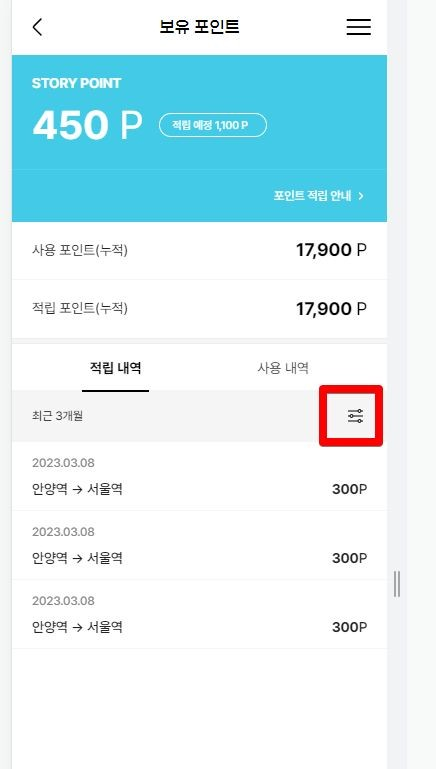 보유 포인트
STORY POINT
450 P
적립 예정 1,100 P
포인트 적립 안내 >
사용 포인트(누적) 17,900 P
적립 포인트(누적) 17,900 P
적립 내역 사용 내역
최근 3개월
2023.03.08
안양역 → 서울역 300P
2023.03.08
안양역 → 서울역 300P
2023.03.08
안양역 → 서울역 300P